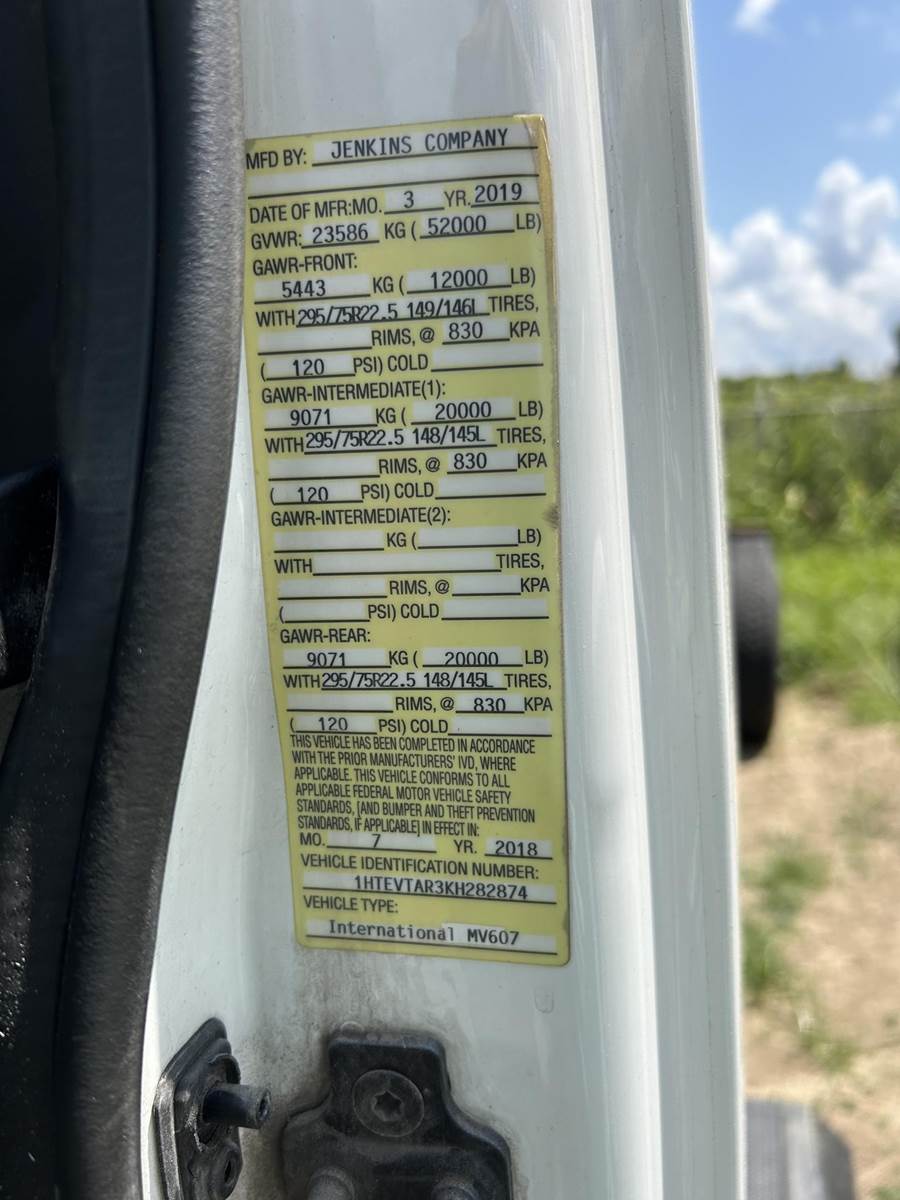 MFD BY: JENKINS COMPANY
DATE OF MFR:MO. 3 YR. 2019
GVWR: 23586 KG ( 52000 LB)
GAWR-FRONT:
5443 KG ( 12000 LB)
WITH 295/75R22.5 149/146L TIRES,
RIMS, @ 830 KPA
( 120 PSI) COLD
GAWR-INTERMEDIATE(1):
9071 KG ( 20000 LB)
WITH 295/75R22.5 148/145L TIRES,
RIMS, @ 830 KPA
( 120 PSI) COLD
GAWR-INTERMEDIATE(2):
KG ( LB)
WITH TIRES,
RIMS, @ KPA
( PSI) COLD
GAWR-REAR:
9071 KG ( 20000 LB)
WITH 295/75R22.5 148/145L TIRES,
RIMS, @ 830 KPA
( 120 PSI) COLD
THIS VEHICLE HAS BEEN COMPLETED IN ACCORDANCE
WITH THE PRIOR MANUFACTURERS' IVD, WHERE
APPLICABLE. THIS VEHICLE CONFORMS TO ALL
APPLICABLE FEDERAL MOTOR VEHICLE SAFETY
STANDARDS, [AND BUMPER AND THEFT PREVENTION
STANDARDS, IF APPLICABLE] IN EFFECT IN:
MO. 7 YR. 2018
VEHICLE IDENTIFICATION NUMBER:
1HTEVTAR3KH282874
VEHICLE TYPE:
International MV607